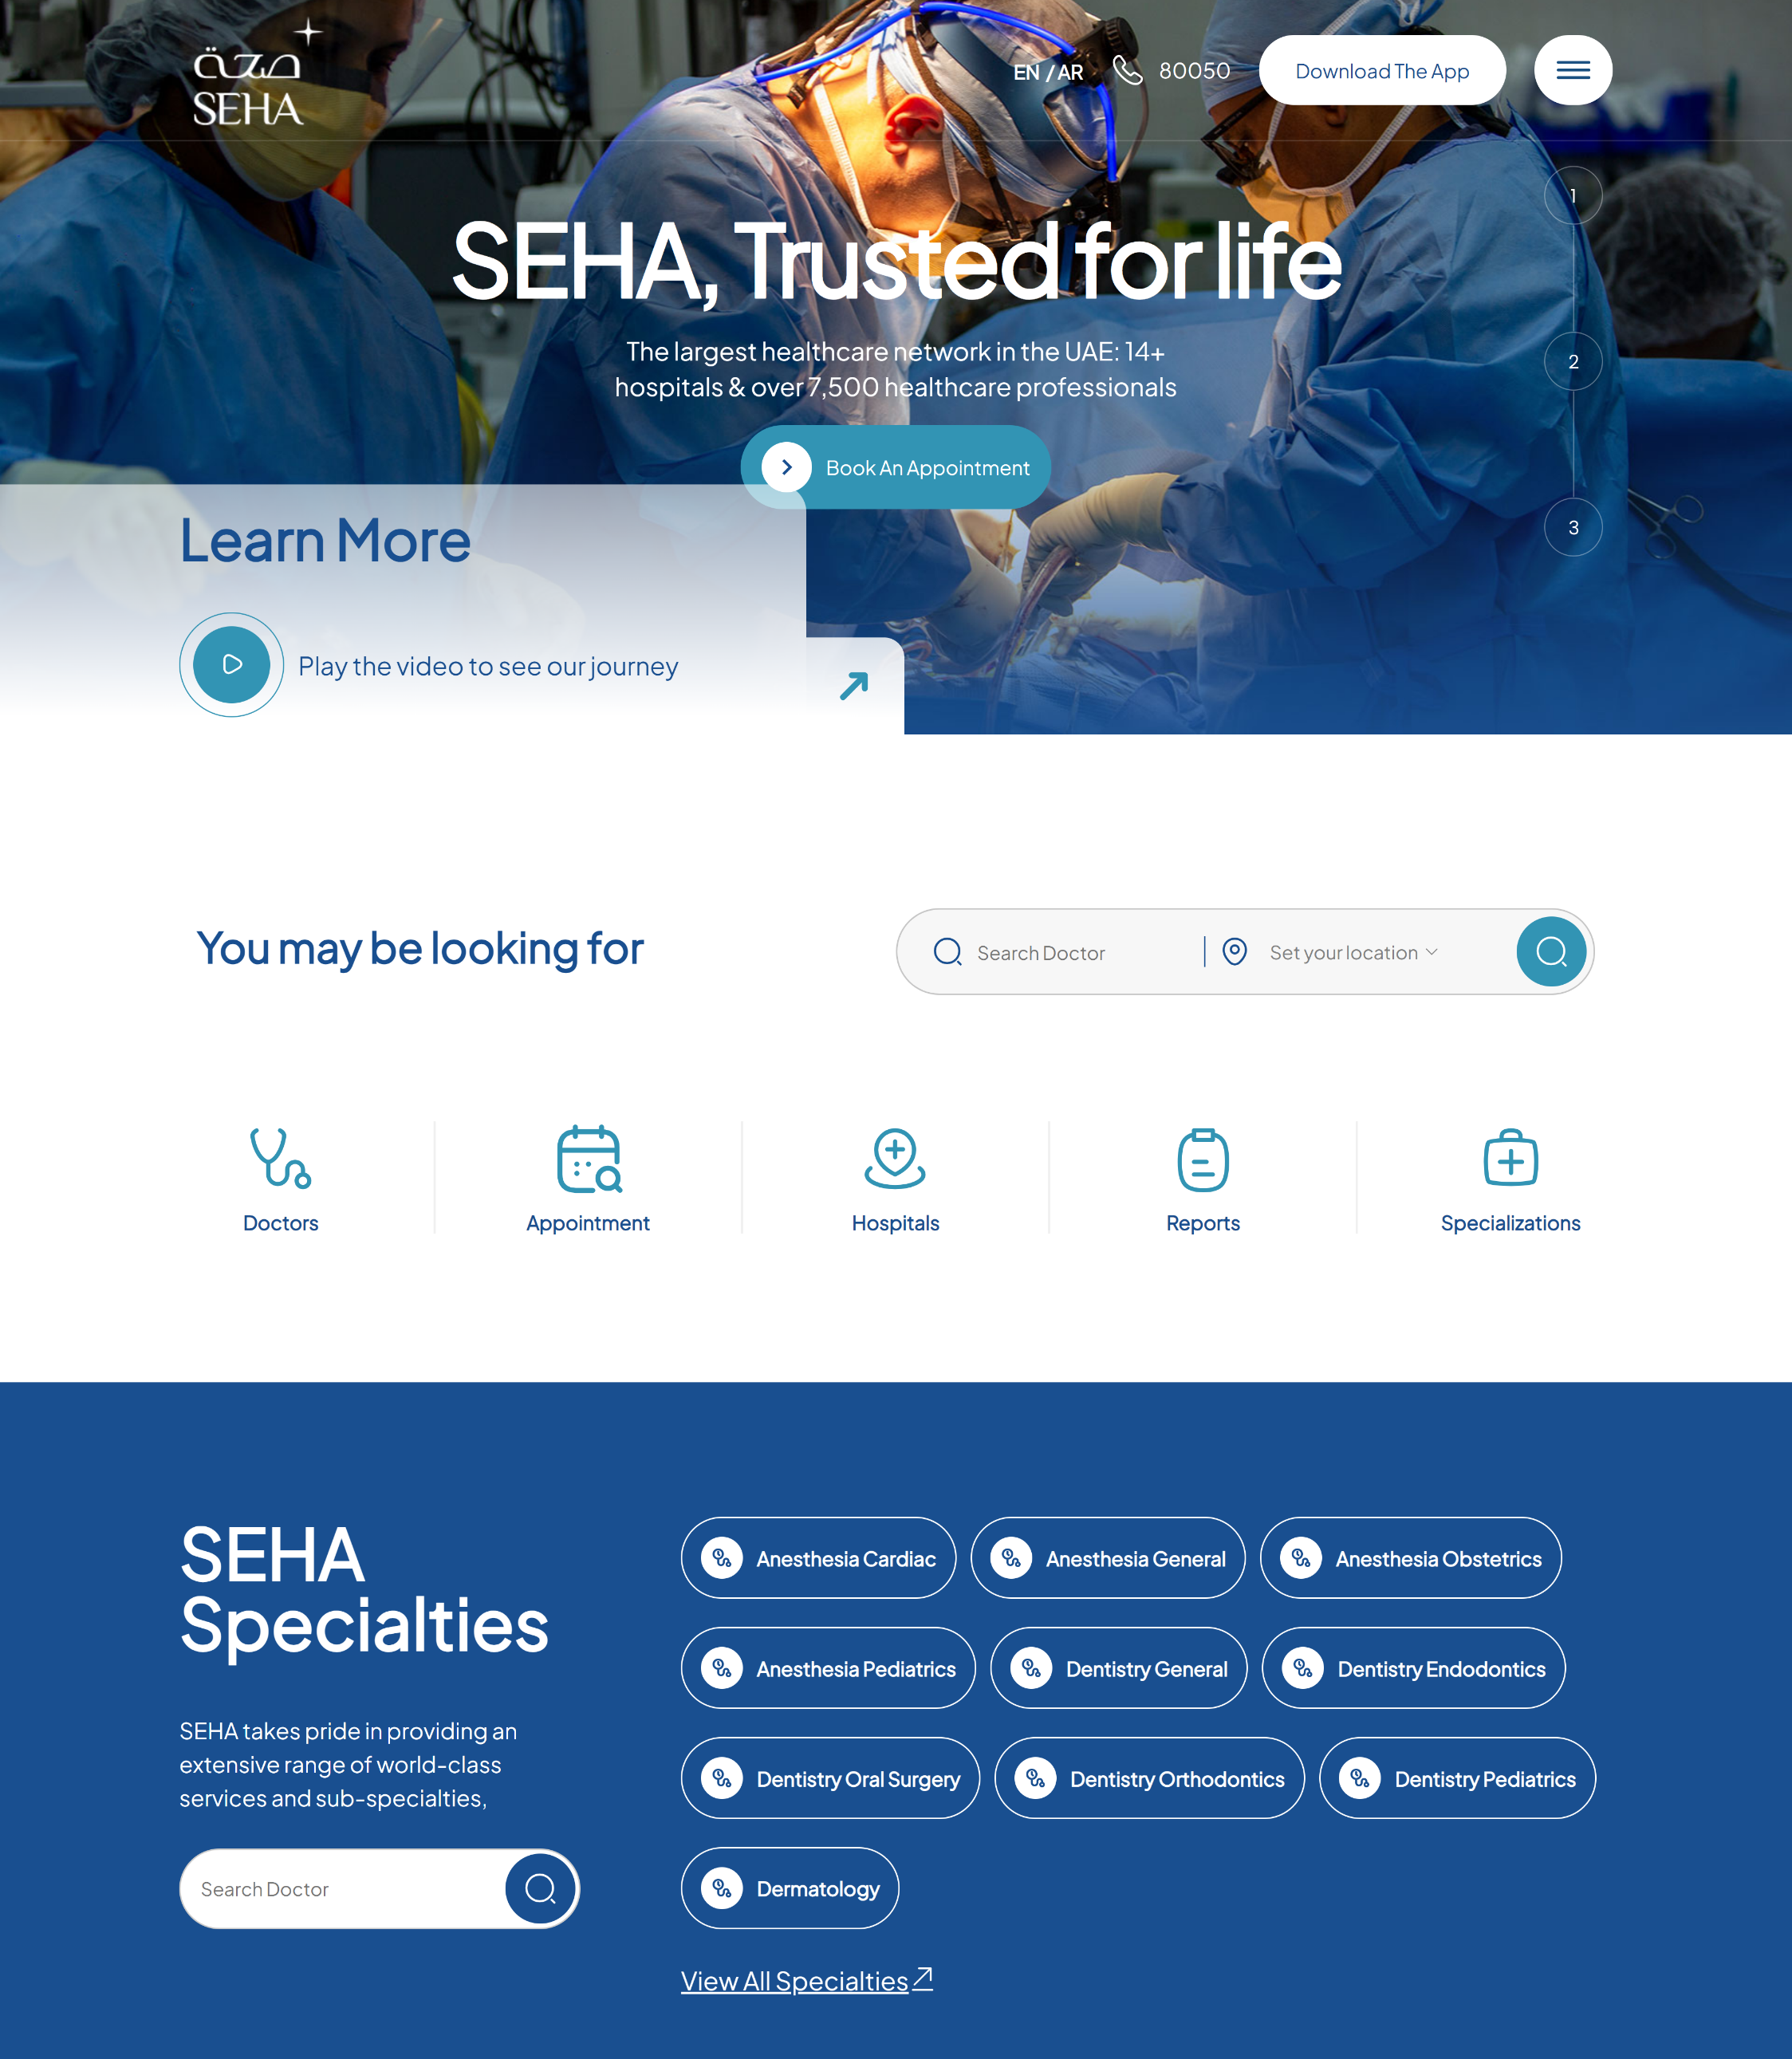 صحة
SEHA
EN / AR
80050
Download The App
SEHA, Trusted for life
The largest healthcare network in the UAE: 14+
hospitals & over 7,500 healthcare professionals
Book An Appointment
1
2
3
Learn More
Play the video to see our journey
You may be looking for
Search Doctor
Set your location
Doctors
Appointment
Hospitals
Reports
Specializations
SEHA
Specialties
SEHA takes pride in providing an
extensive range of world-class
services and sub-specialties,
Search Doctor
Anesthesia Cardiac
Anesthesia General
Anesthesia Obstetrics
Anesthesia Pediatrics
Dentistry General
Dentistry Endodontics
Dentistry Oral Surgery
Dentistry Orthodontics
Dentistry Pediatrics
Dermatology
View All Specialties